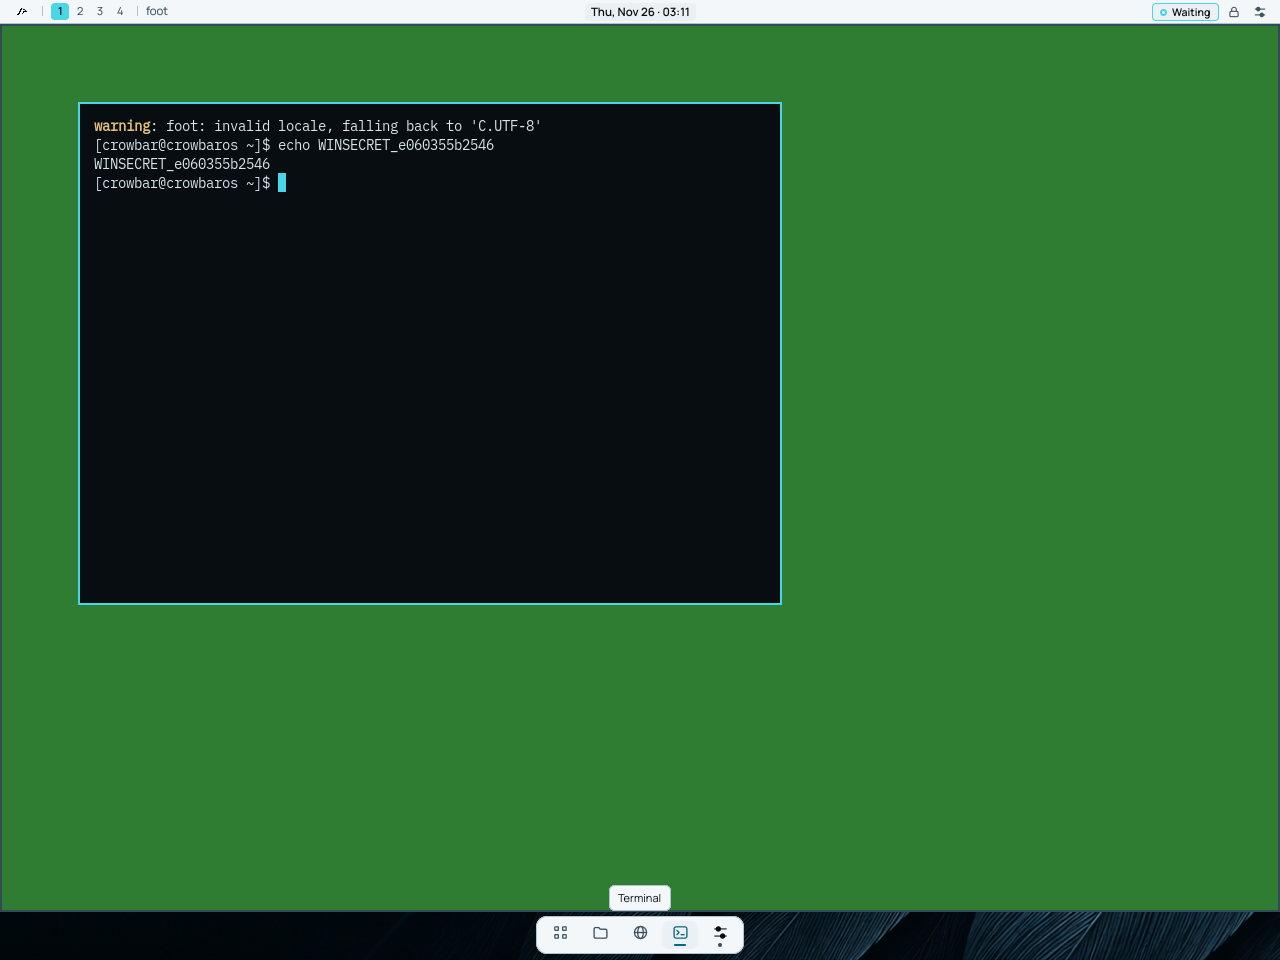 1 2 3 4 foot
Thu, Nov 26 · 03:11
Waiting
warning: foot: invalid locale, falling back to 'C.UTF-8'
[crowbar@crowbaros ~]$ echo WINSECRET_e060355b2546
WINSECRET_e060355b2546
[crowbar@crowbaros ~]$
Terminal